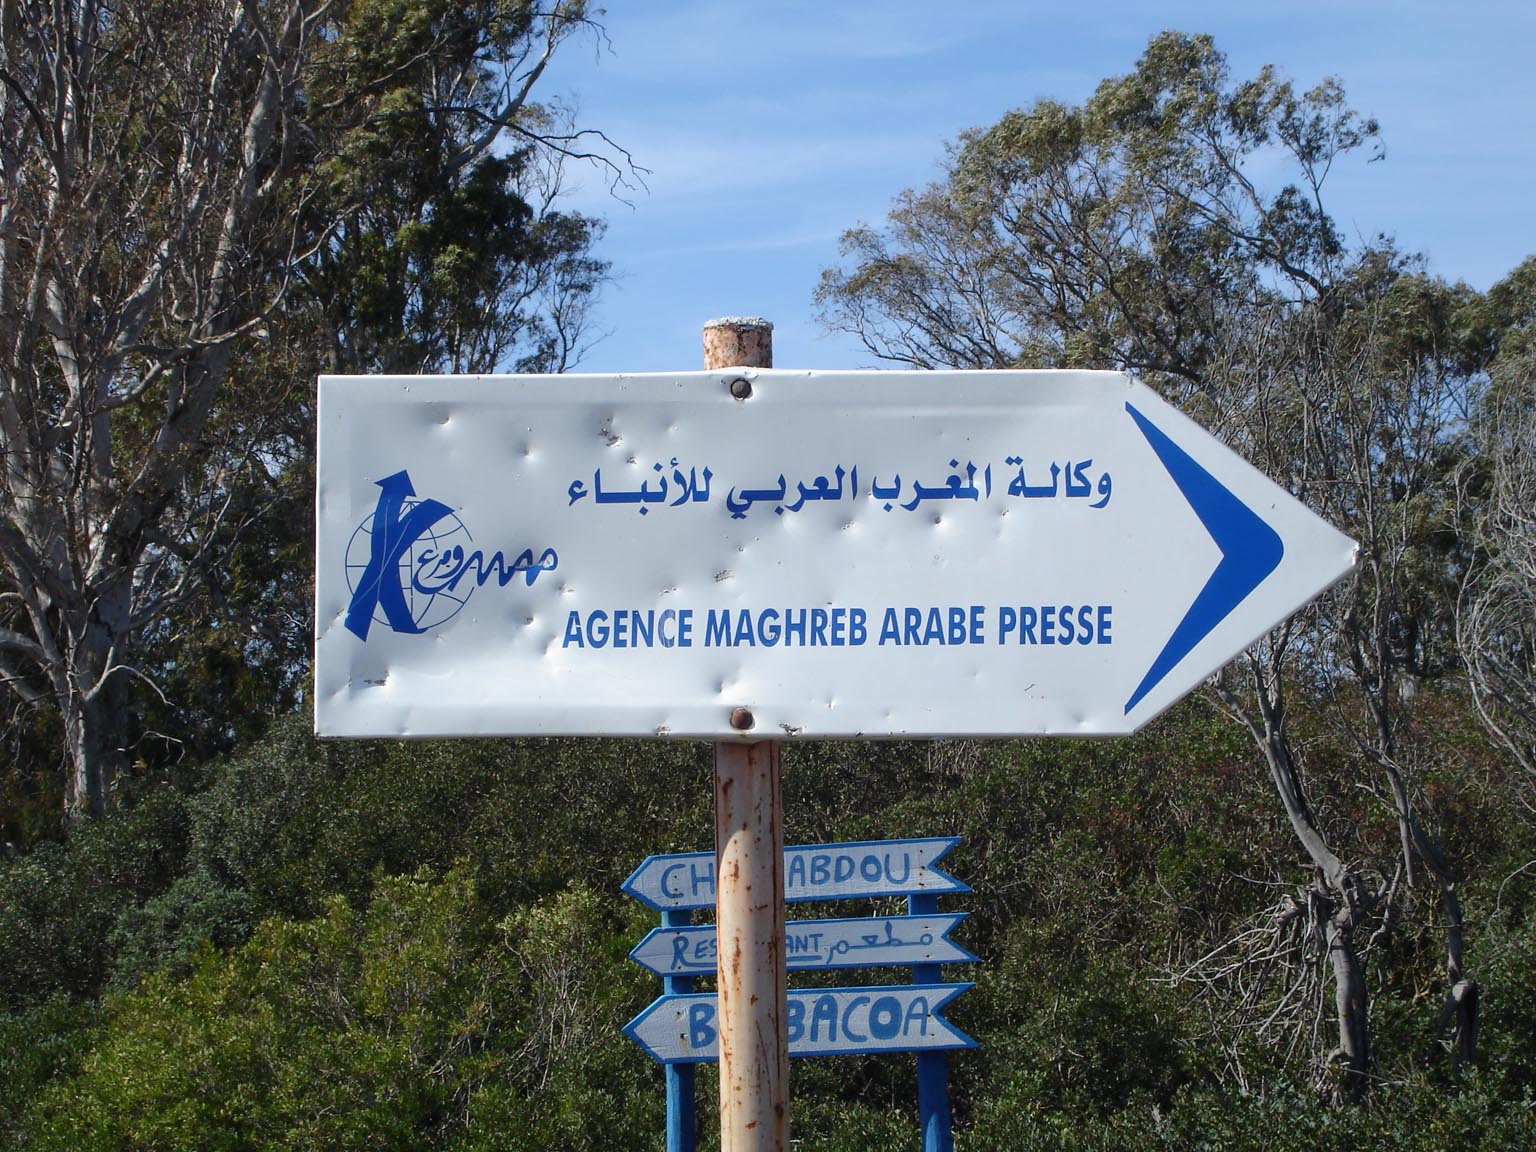 وكالة المغرب العربي للأنباء
AGENCE MAGHREB ARABE PRESSE
ABDOU
مطعم
BACOA